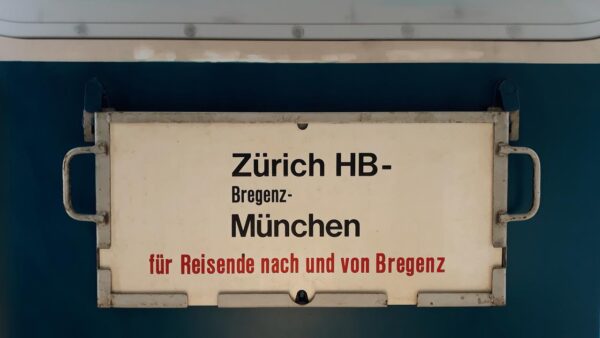 Zürich HB-
Bregenz-
München
für Reisende nach und von Bregenz